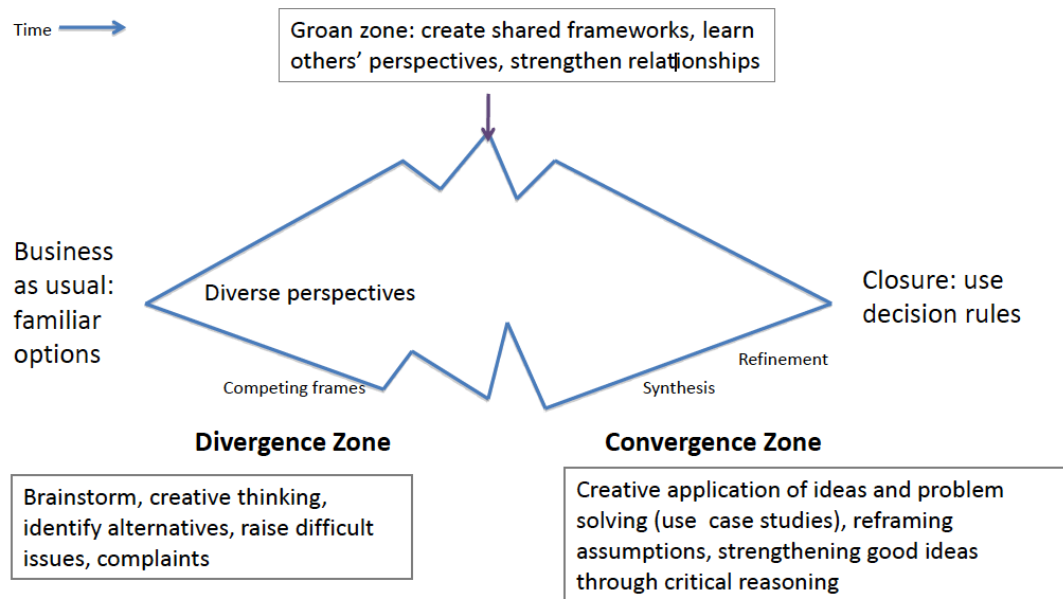 Time
Groan zone: create shared frameworks, learn
others’ perspectives, strengthen relationships
Business
as usual:
familiar
options
Diverse perspectives
Closure: use
decision rules
Competing frames
Refinement
Synthesis
Divergence Zone
Convergence Zone
Brainstorm, creative thinking,
identify alternatives, raise difficult
issues, complaints
Creative application of ideas and problem
solving (use  case studies), reframing
assumptions, strengthening good ideas
through critical reasoning